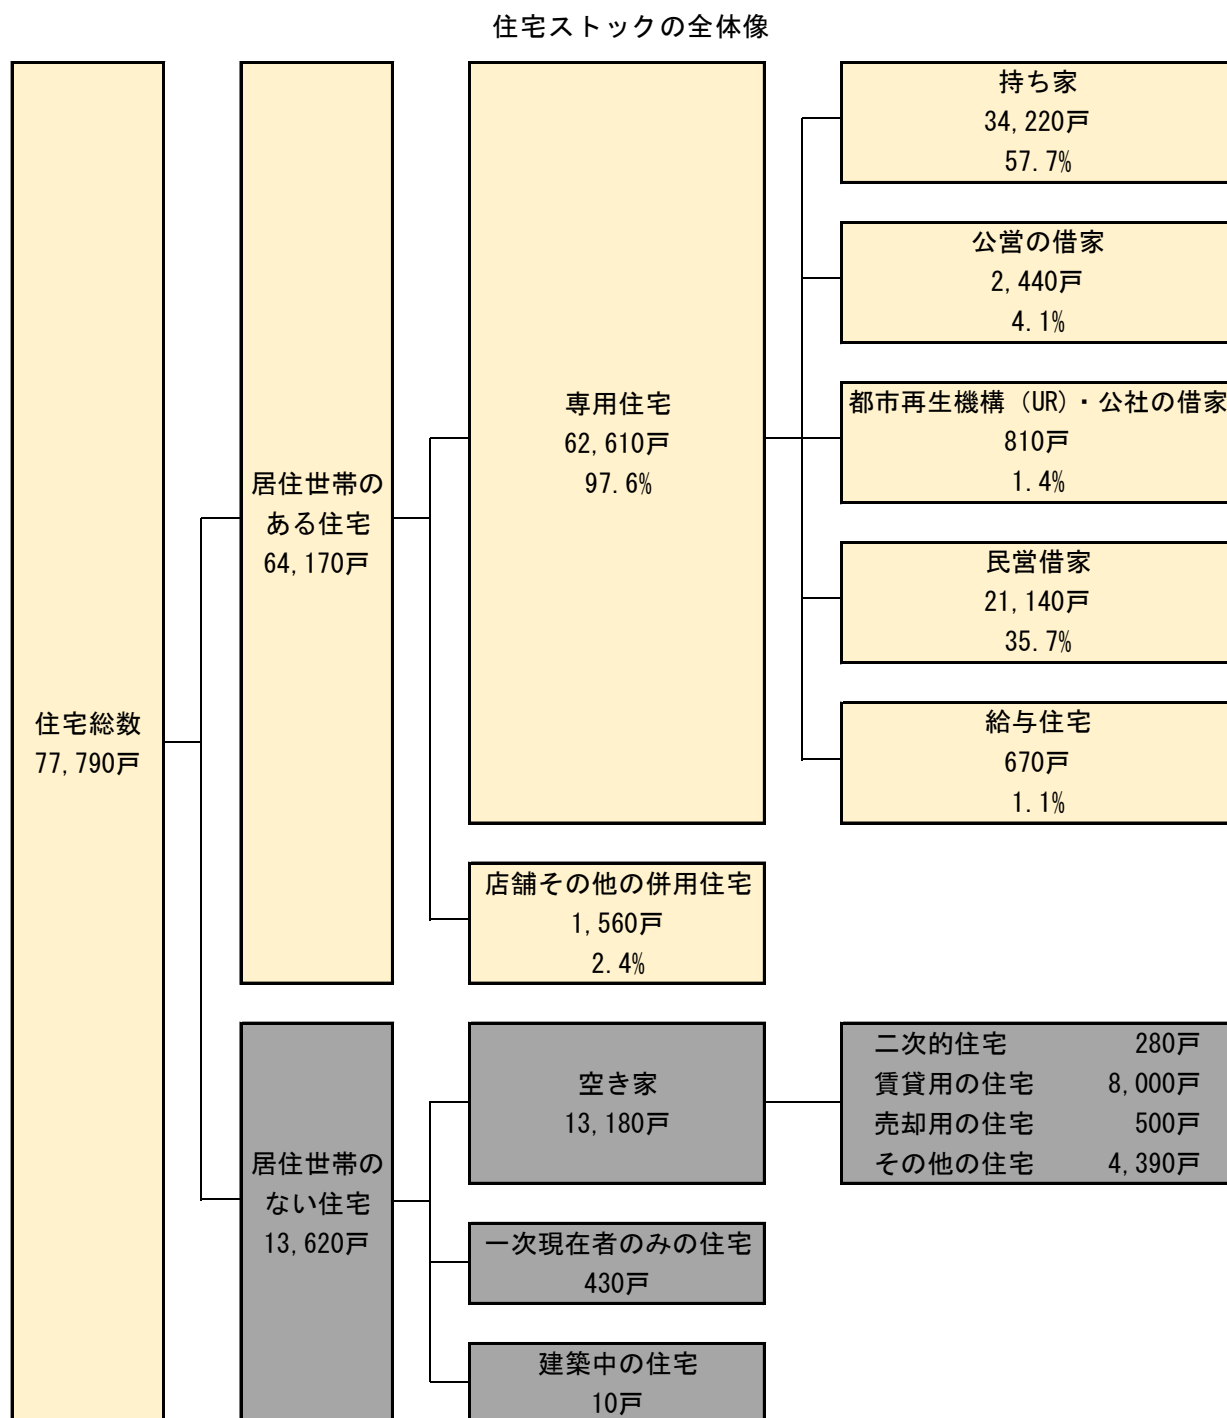 住宅ストックの全体像
住宅総数
77,790戸
居住世帯の
ある住宅
64,170戸
専用住宅
62,610戸
97.6%
持ち家
34,220戸
57.7%
公営の借家
2,440戸
4.1%
都市再生機構（UR）・公社の借家
810戸
1.4%
民営借家
21,140戸
35.7%
給与住宅
670戸
1.1%
店舗その他の併用住宅
1,560戸
2.4%
居住世帯の
ない住宅
13,620戸
空き家
13,180戸
二次的住宅 280戸
賃貸用の住宅 8,000戸
売却用の住宅 500戸
その他の住宅 4,390戸
一次現在者のみの住宅
430戸
建築中の住宅
10戸